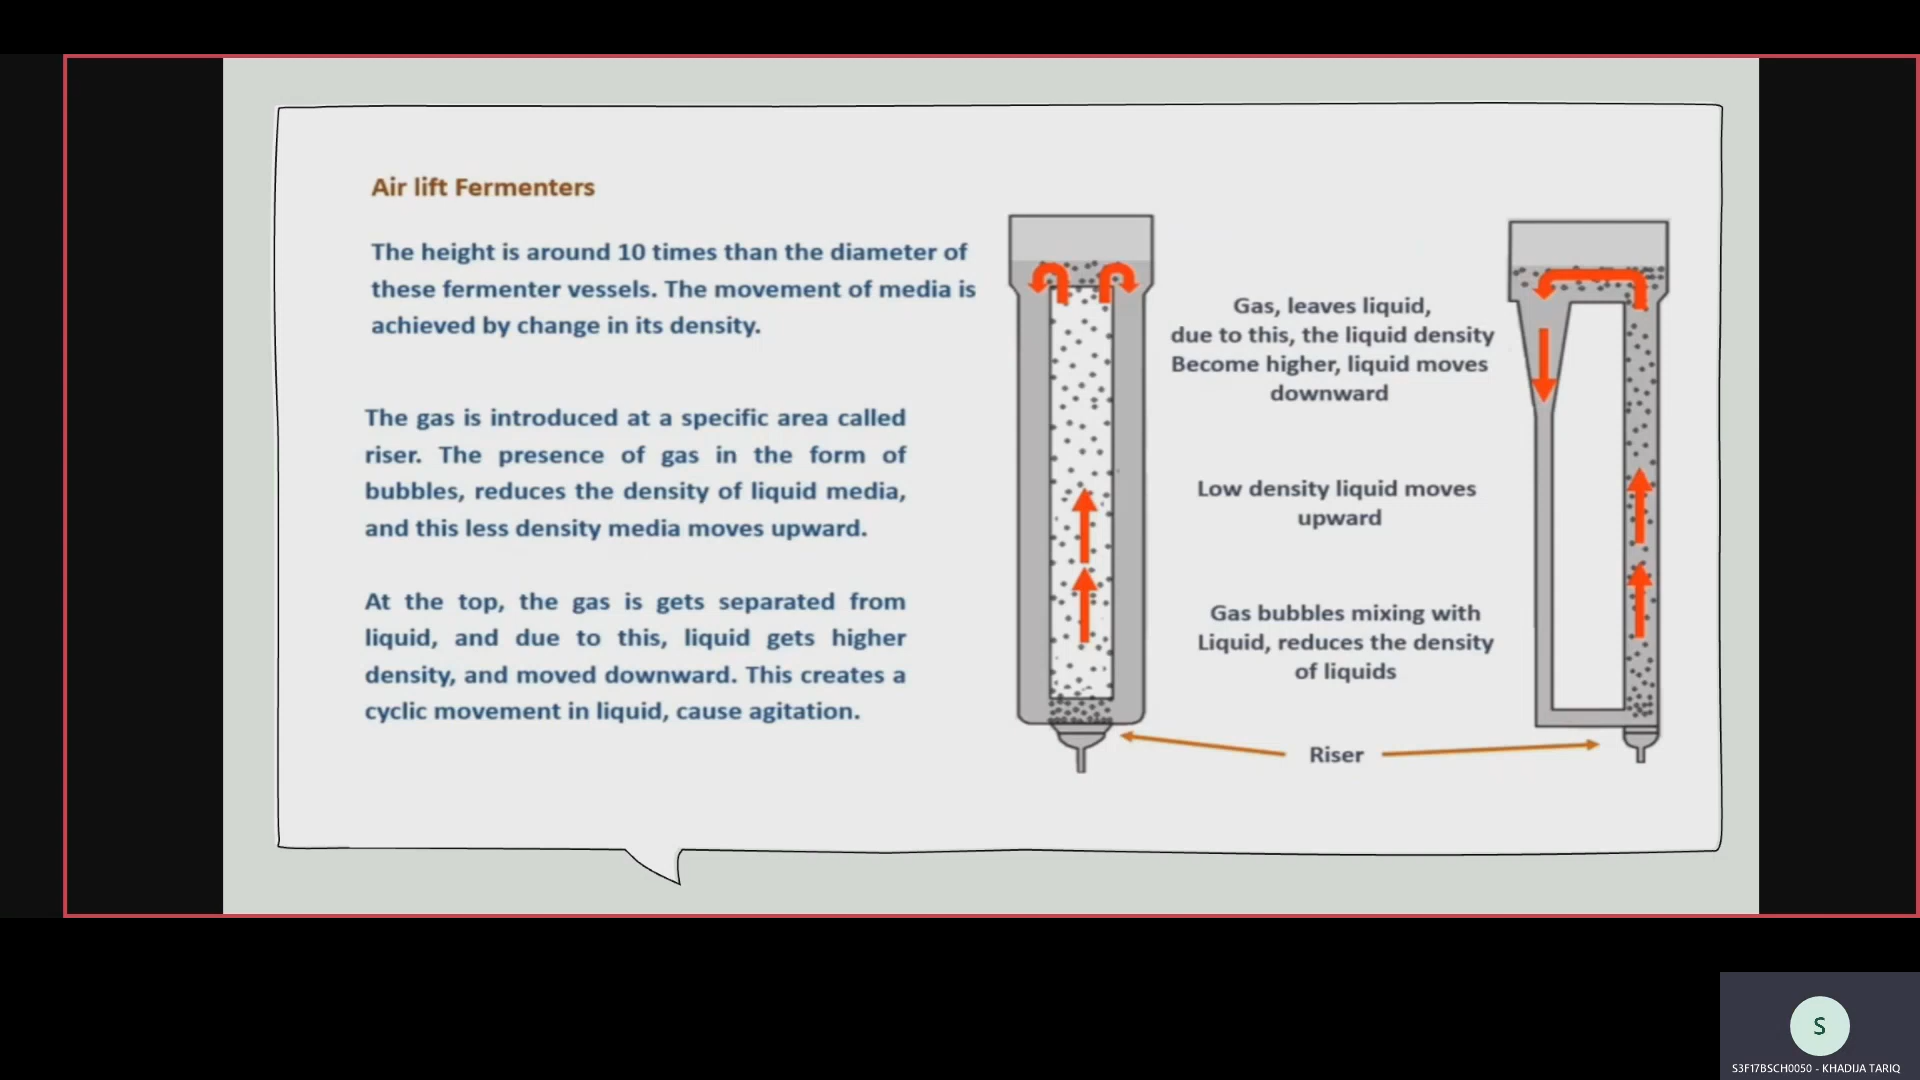 Air lift Fermenters
The height is around 10 times than the diameter of
these fermenter vessels. The movement of media is
achieved by change in its density.
The gas is introduced at a specific area called
riser. The presence of gas in the form of
bubbles, reduces the density of liquid media,
and this less density media moves upward.
At the top, the gas is gets separated from
liquid, and due to this, liquid gets higher
density, and moved downward. This creates a
cyclic movement in liquid, cause agitation.
Gas, leaves liquid,
due to this, the liquid density
Become higher, liquid moves
downward
Low density liquid moves
upward
Gas bubbles mixing with
Liquid, reduces the density
of liquids
Riser
S
S3F17BSCH0050 - KHADIJA TARIQ